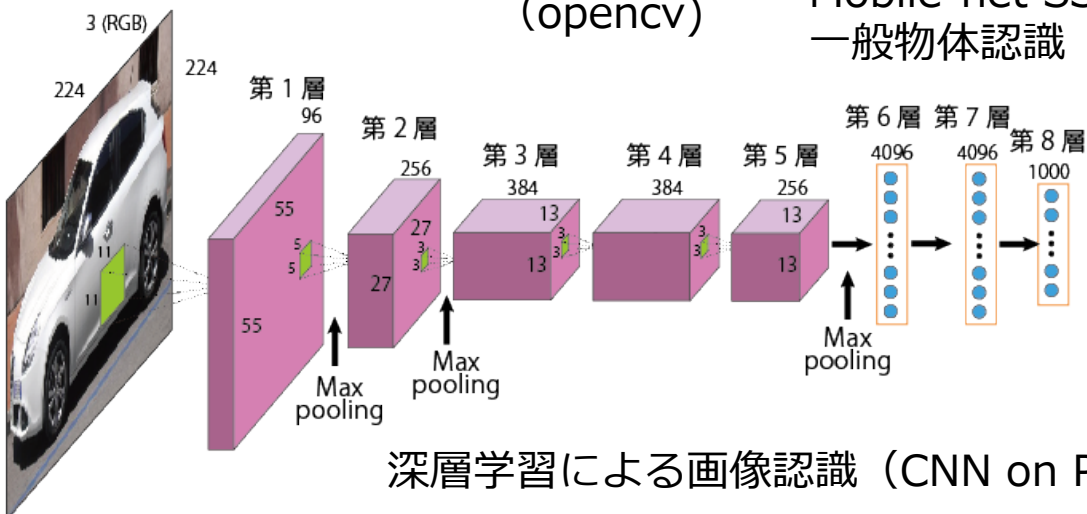 （opencv）
一般物体認識
3 (RGB)
224
224
第１層
96
第２層
256
第３層
384
第４層
384
第５層
256
第６層
4096
第７層
4096
第８層
1000
11
11
55
55
5
5
27
27
3
3
13
13
3
3
3
3
13
13
Max
pooling
Max
pooling
Max
pooling
深層学習による画像認識（CNN on